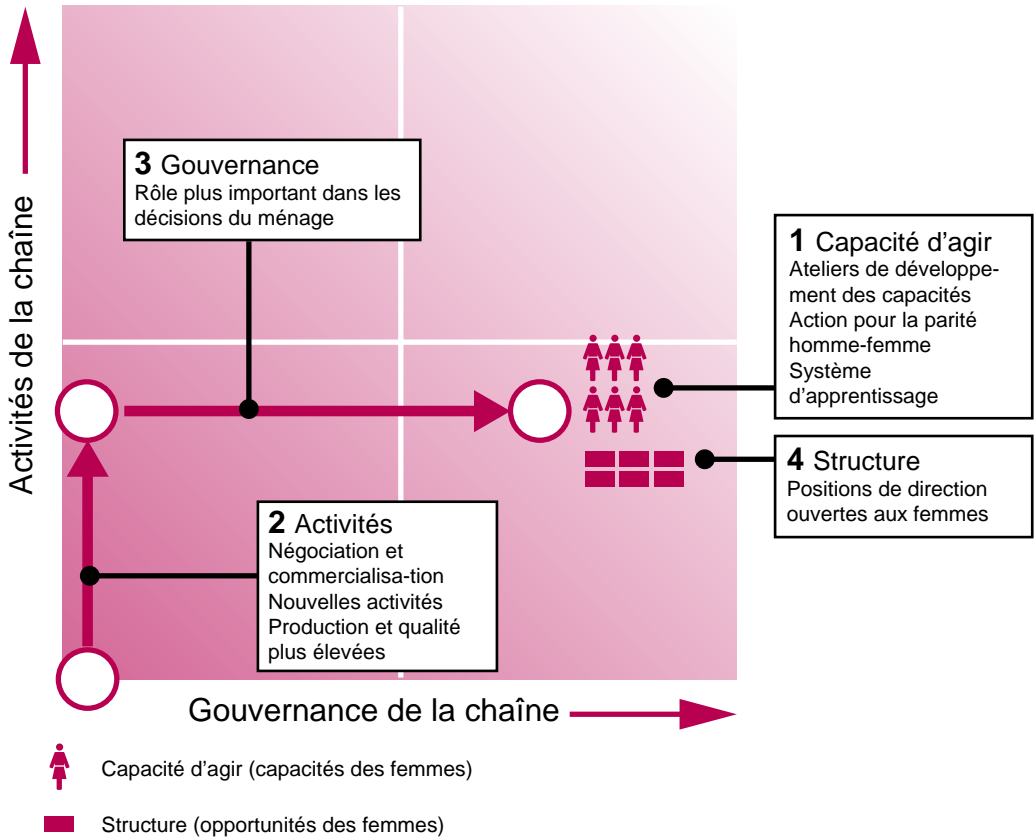 Activités de la chaîne
3 Gouvernance
Rôle plus important dans les
décisions du ménage
1 Capacité d’agir
Ateliers de développe-
ment des capacités
Action pour la parité
homme-femme
Système
d’apprentissage
4 Structure
Positions de direction
ouvertes aux femmes
2 Activités
Négociation et
commercialisa-tion
Nouvelles activités
Production et qualité
plus élevées
Gouvernance de la chaîne
Capacité d’agir (capacités des femmes)
Structure (opportunités des femmes)